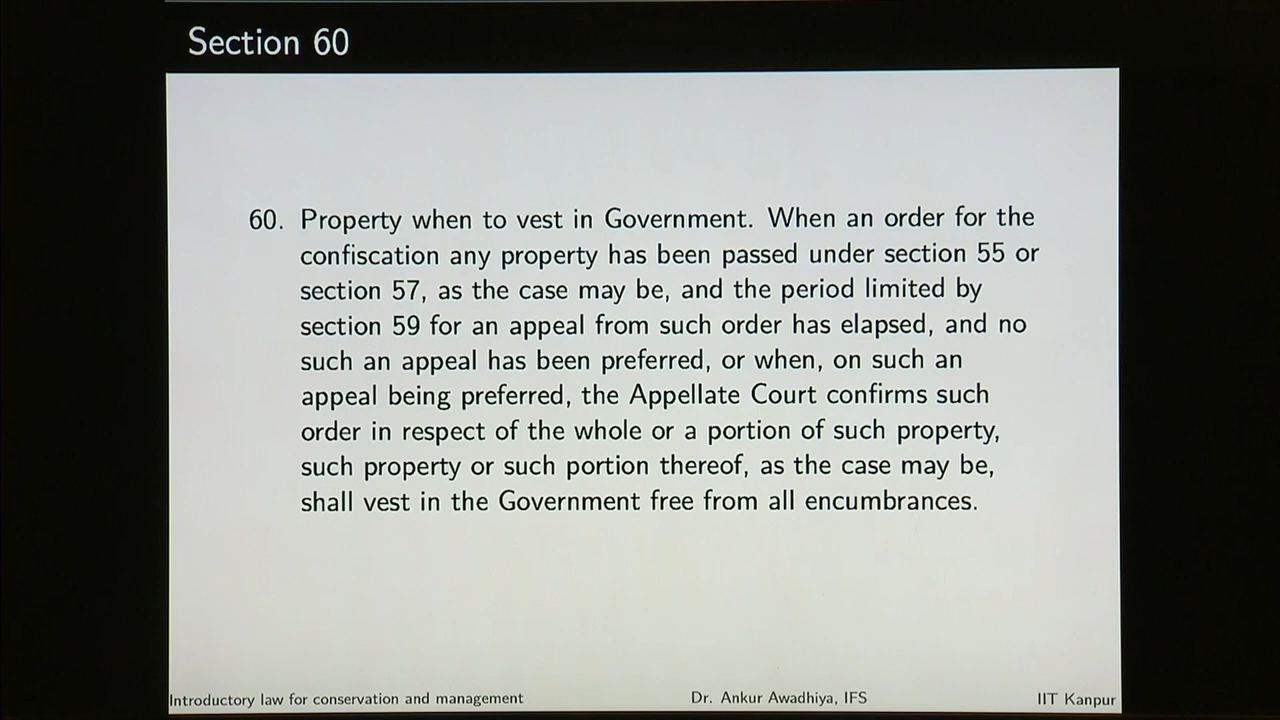 Section 60
60. Property when to vest in Government. When an order for the
confiscation any property has been passed under section 55 or
section 57, as the case may be, and the period limited by
section 59 for an appeal from such order has elapsed, and no
such an appeal has been preferred, or when, on such an
appeal being preferred, the Appellate Court confirms such
order in respect of the whole or a portion of such property,
such property or such portion thereof, as the case may be,
shall vest in the Government free from all encumbrances.
Introductory law for conservation and management Dr. Ankur Awadhiya, IFS IIT Kanpur